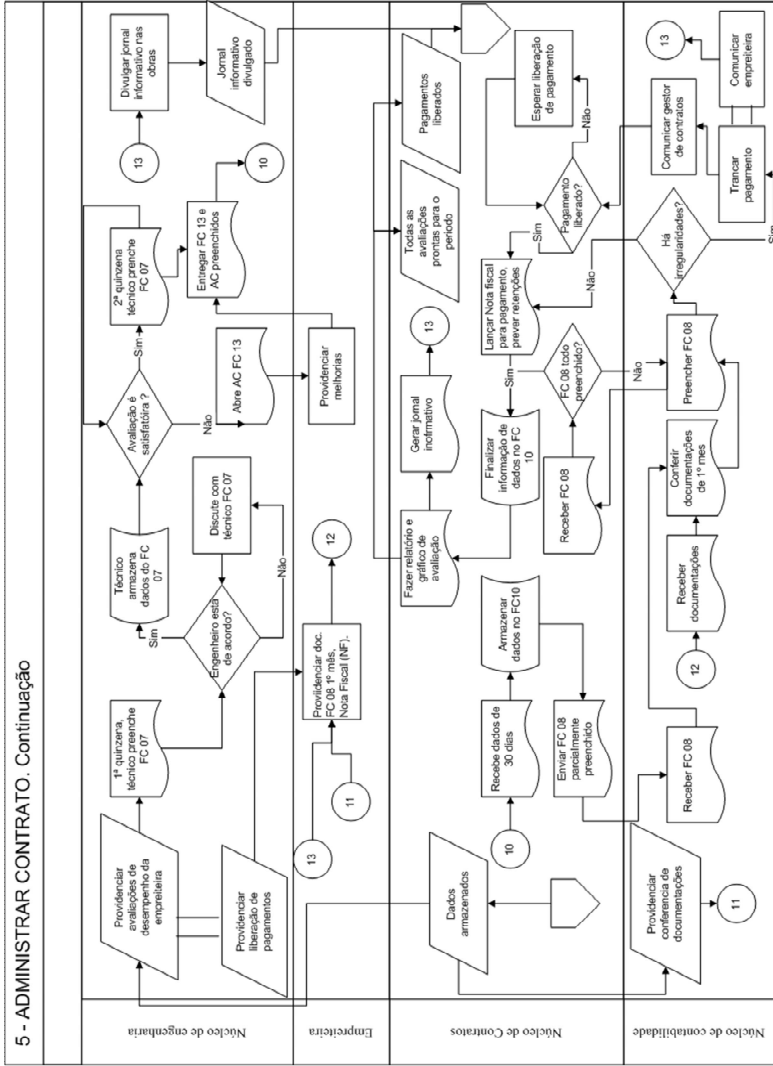 5 - ADMINISTRAR CONTRATO. Continuação
Núcleo de engenharia
Providenciar
avaliações de
desempenho da
empreiteira
Providenciar
liberação de
pagamentos
1ª quinzena,
técnico preenche
FC 07
Engenheiro está
de acordo?
Sim
Não
Técnico
armazena
dados do FC
07
Discute com
técnico FC 07
Avaliação é
satisfatóira ?
Sim
Não
2ª quinzena
técnico prenche
FC 07
Abre AC FC 13
Entregar FC 13 e
AC preenchidos
10
13
Divulgar jornal
informativo nas
obras
Jornal
informativo
divulgado
Empreiteira
13
11
Proviidenciar doc.
FC 08 1º mês,
Nota Fiscal (NF).
12
Providenciar
melhorias
Núcleo de Contratos
Dados
armazenados
10
Recebe dados de
30 dias
Armazenar
dados no FC10
Enviar FC 08
parcialmente
preenchido
Fazer relatório e
gráfico de
avaliação
Gerar jornal
inofrmativo
13
Finalizar
informação de
dados no FC
10
Sim
Receber FC 08
FC 08 todo
preenchido?
Não
Lançar Nota fiscal
para pagamento,
prever retenções
Todas as
avaliações
prontas para o
período
Pagamentos
liberados
Sim
Pagamento
liberado?
Não
Esperar liberação
de pagamento
Núcleo de contabilidade
Providenciar
conferencia de
documentações
11
Receber FC 08
12
Receber
documentações
Conferir
documentações
de 1º mes
Preencher FC 08
Não
Há
irregularidades?
Sim
Trancar
pagamento
Comunicar gestor
de contratos
Comunicar
empreiteira
13